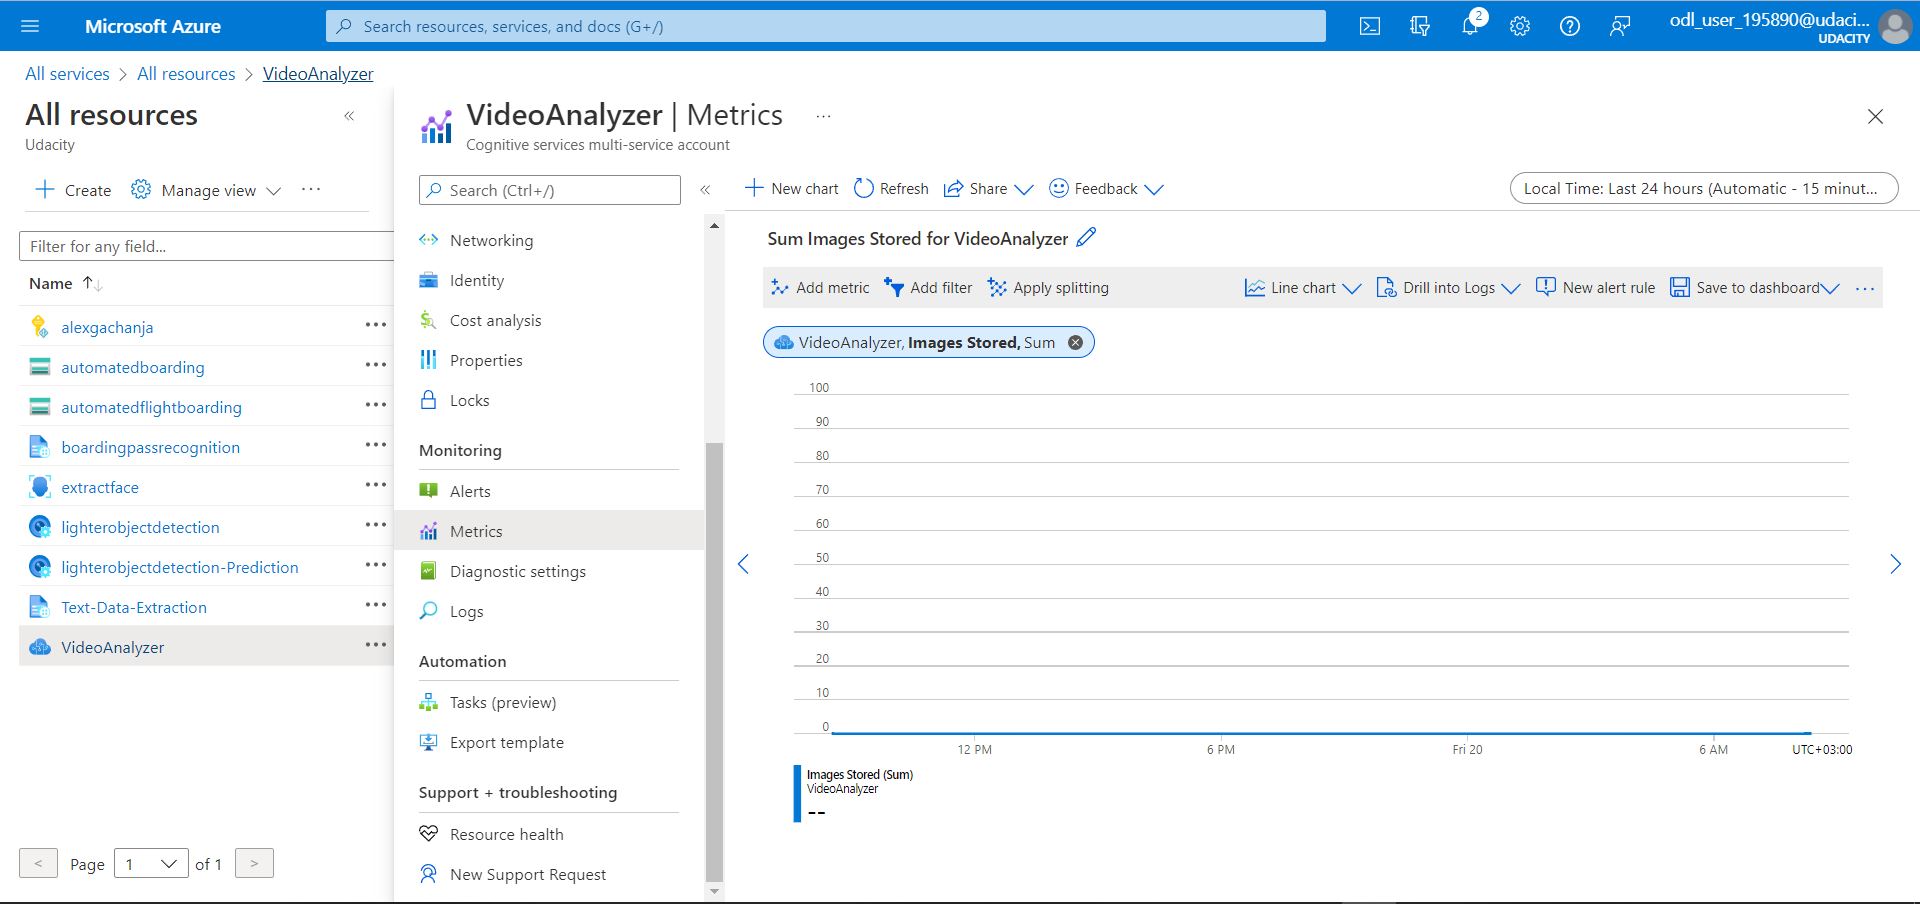 Microsoft Azure
Search resources, services, and docs (G+/)
2
odl_user_195890@udaci...
UDACITY
All services > All resources > VideoAnalyzer
All resources
«
Udacity
Create
Manage view
...
Filter for any field...
Name
alexgachanja
automatedboarding
automatedflightboarding
boardingpassrecognition
extractface
lighterobjectdetection
lighterobjectdetection-Prediction
Text-Data-Extraction
VideoAnalyzer
< Page 1 of 1 >
VideoAnalyzer | Metrics ...
Cognitive services multi-service account
Search (Ctrl+/)
«
Networking
Identity
Cost analysis
Properties
Locks
Monitoring
Alerts
Metrics
Diagnostic settings
Logs
Automation
Tasks (preview)
Export template
Support + troubleshooting
Resource health
New Support Request
New chart Refresh Share Feedback
Local Time: Last 24 hours (Automatic - 15 minut...
Sum Images Stored for VideoAnalyzer
Add metric Add filter Apply splitting Line chart Drill into Logs New alert rule Save to dashboard ...
VideoAnalyzer, Images Stored, Sum
100
90
80
70
60
50
40
30
20
10
0
12 PM 6 PM Fri 20 6 AM UTC+03:00
Images Stored (Sum)
VideoAnalyzer
--